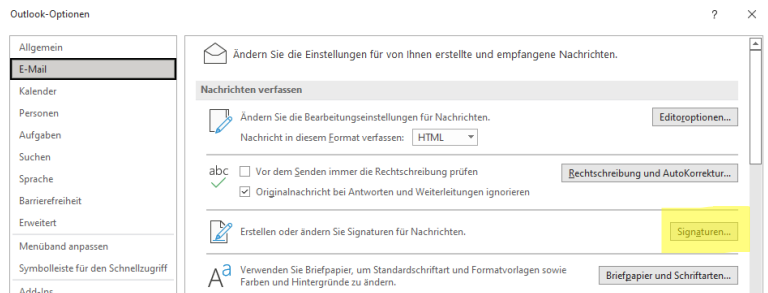 Outlook-Optionen ? ×
Allgemein
E-Mail
Kalender
Personen
Aufgaben
Suchen
Sprache
Barrierefreiheit
Erweitert
Menüband anpassen
Symbolleiste für den Schnellzugriff
Add-Ins
Ändern Sie die Einstellungen für von Ihnen erstellte und empfangene Nachrichten.
Nachrichten verfassen
Ändern Sie die Bearbeitungseinstellungen für Nachrichten. Editoroptionen...
Nachricht in diesem Format verfassen: HTML
abc Vor dem Senden immer die Rechtschreibung prüfen Rechtschreibung und AutoKorrektur...
Originalnachricht bei Antworten und Weiterleitungen ignorieren
Erstellen oder ändern Sie Signaturen für Nachrichten. Signaturen...
Aa Verwenden Sie Briefpapier, um Standardschriftart und Formatvorlagen sowie Briefpapier und Schriftarten...
Farben und Hintergründe zu ändern.